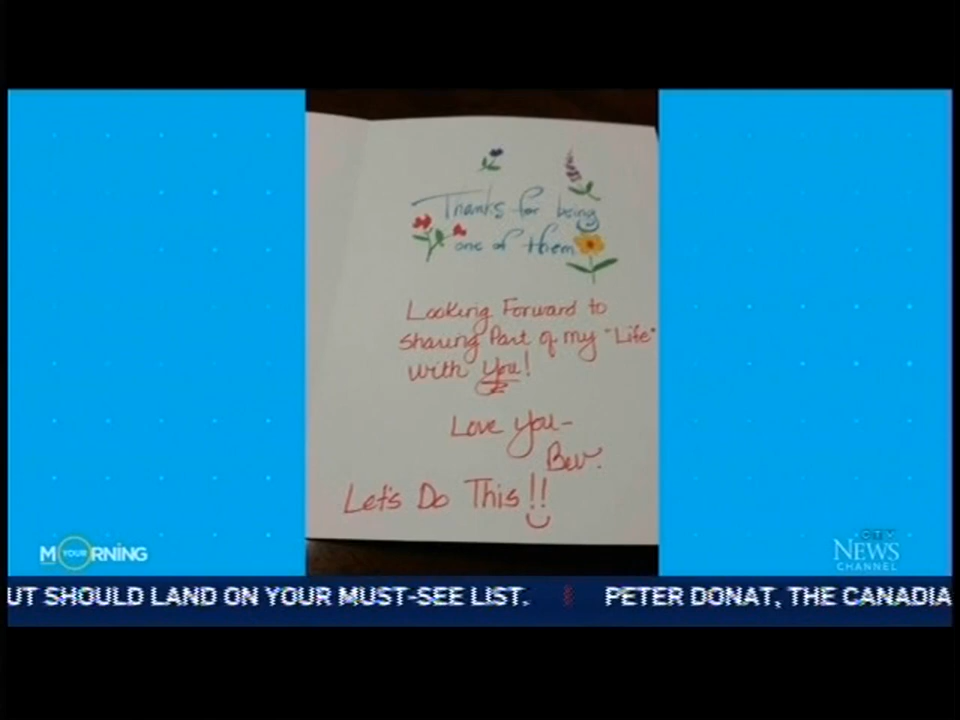 Thanks for being
one of them
Looking Forward to
Sharing Part of my "Life"
with You!
Love you-
Bev.
Let's Do This!!
MORNING
YOUR
CTV
NEWS
CHANNEL
UT SHOULD LAND ON YOUR MUST-SEE LIST.
PETER DONAT, THE CANADIA